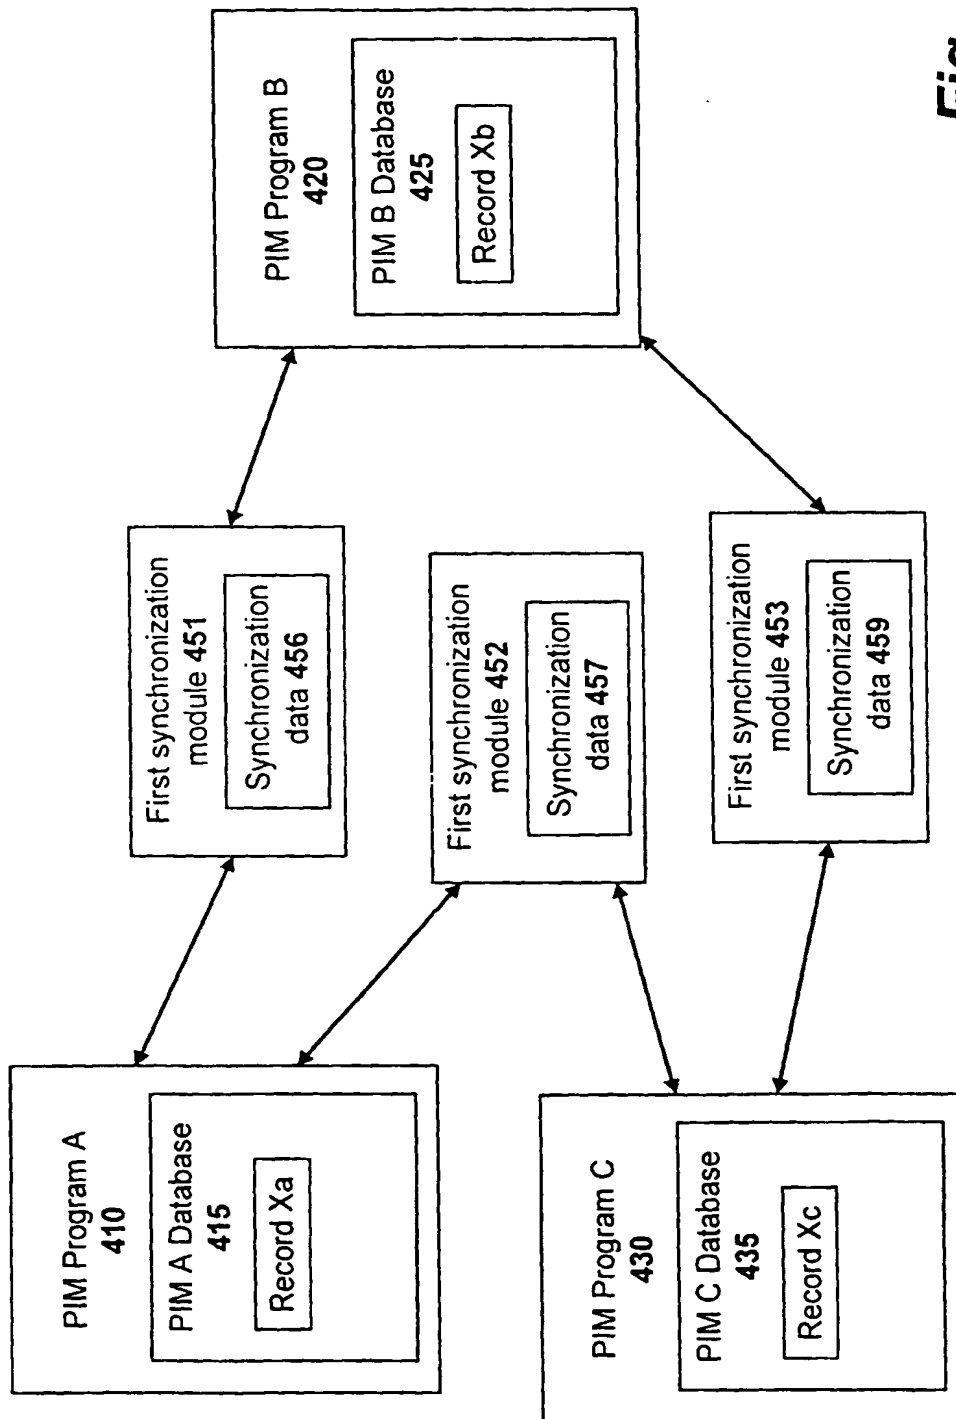 PIM Program A
410
PIM A Database
415
Record Xa
First synchronization
module 451
Synchronization
data 456
PIM Program B
420
PIM B Database
425
Record Xb
First synchronization
module 452
Synchronization
data 457
PIM Program C
430
PIM C Database
435
Record Xc
First synchronization
module 453
Synchronization
data 459
Fig